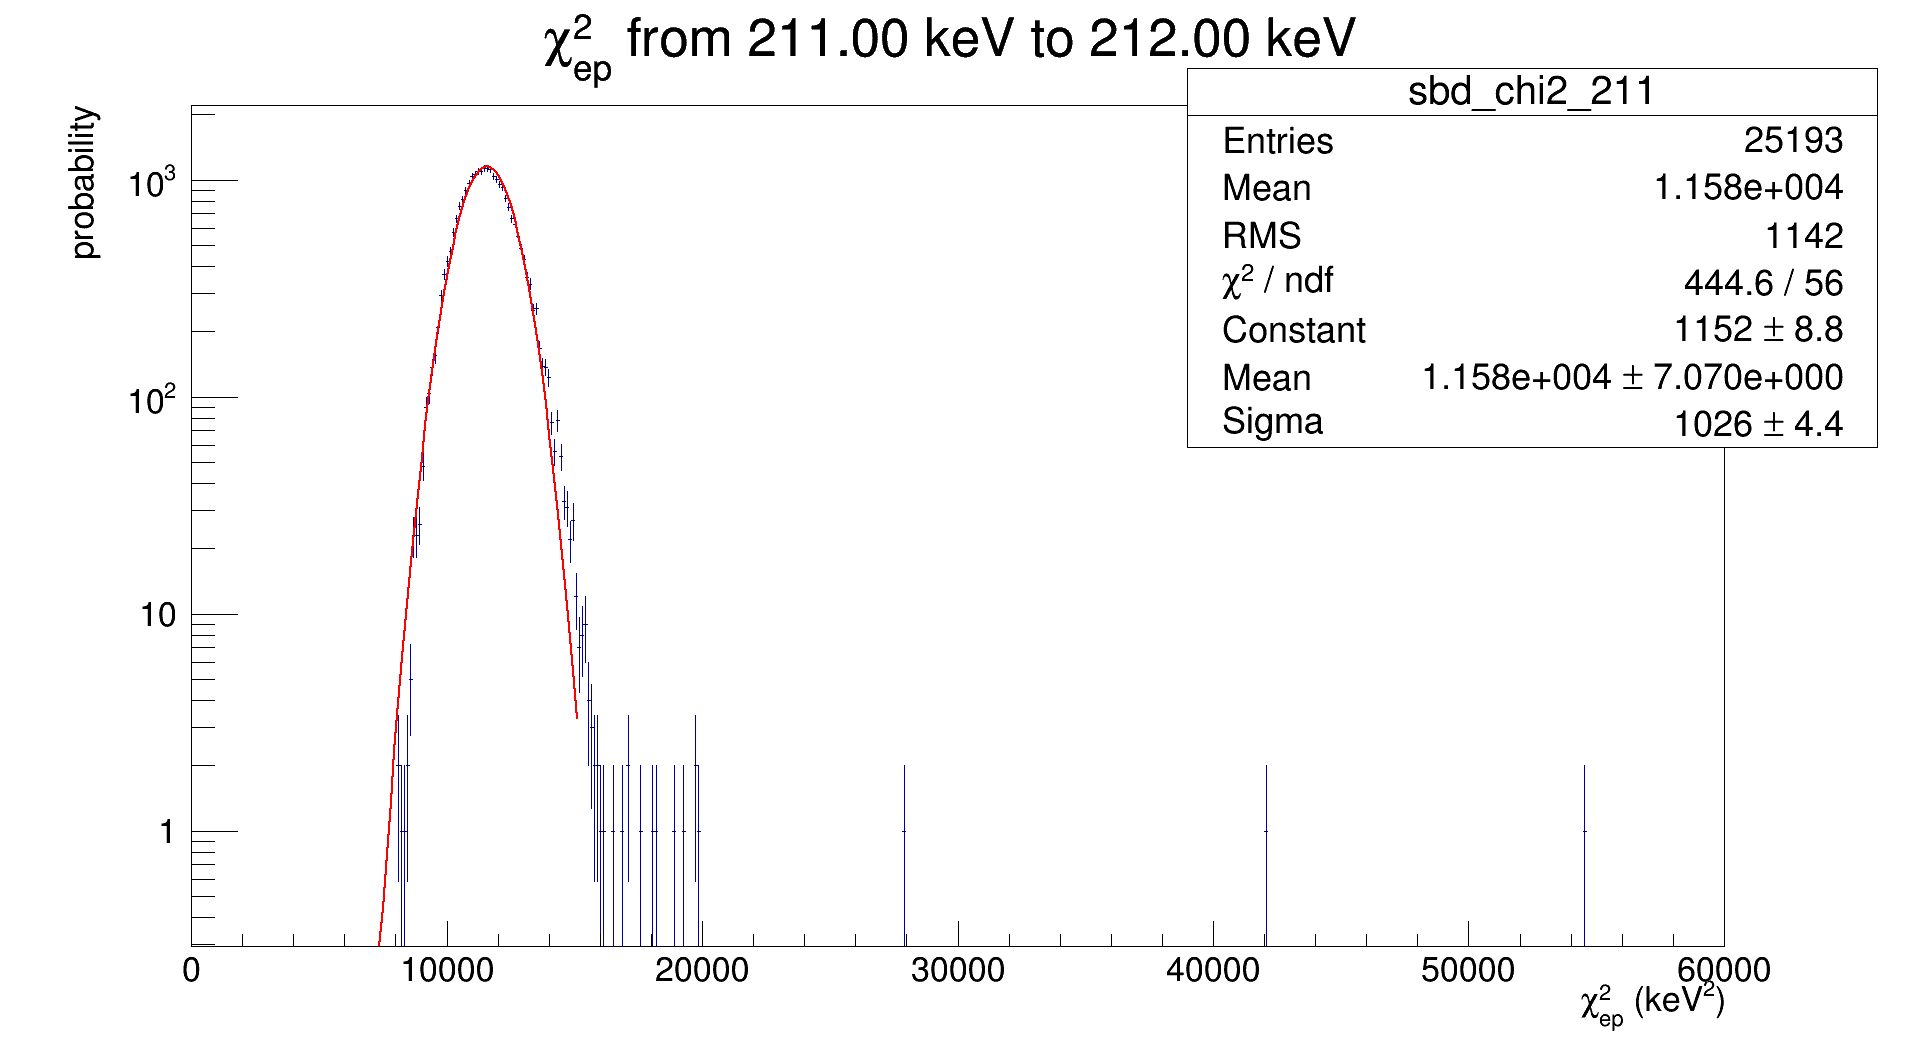 χ²ep from 211.00 keV to 212.00 keV
sbd_chi2_211
Entries 25193
Mean 1.158e+004
RMS 1142
χ² / ndf 444.6 / 56
Constant 1152 ± 8.8
Mean 1.158e+004 ± 7.070e+000
Sigma 1026 ± 4.4
probability
10³
10²
10
1
0 10000 20000 30000 40000 50000 60000
χ²ep (keV²)